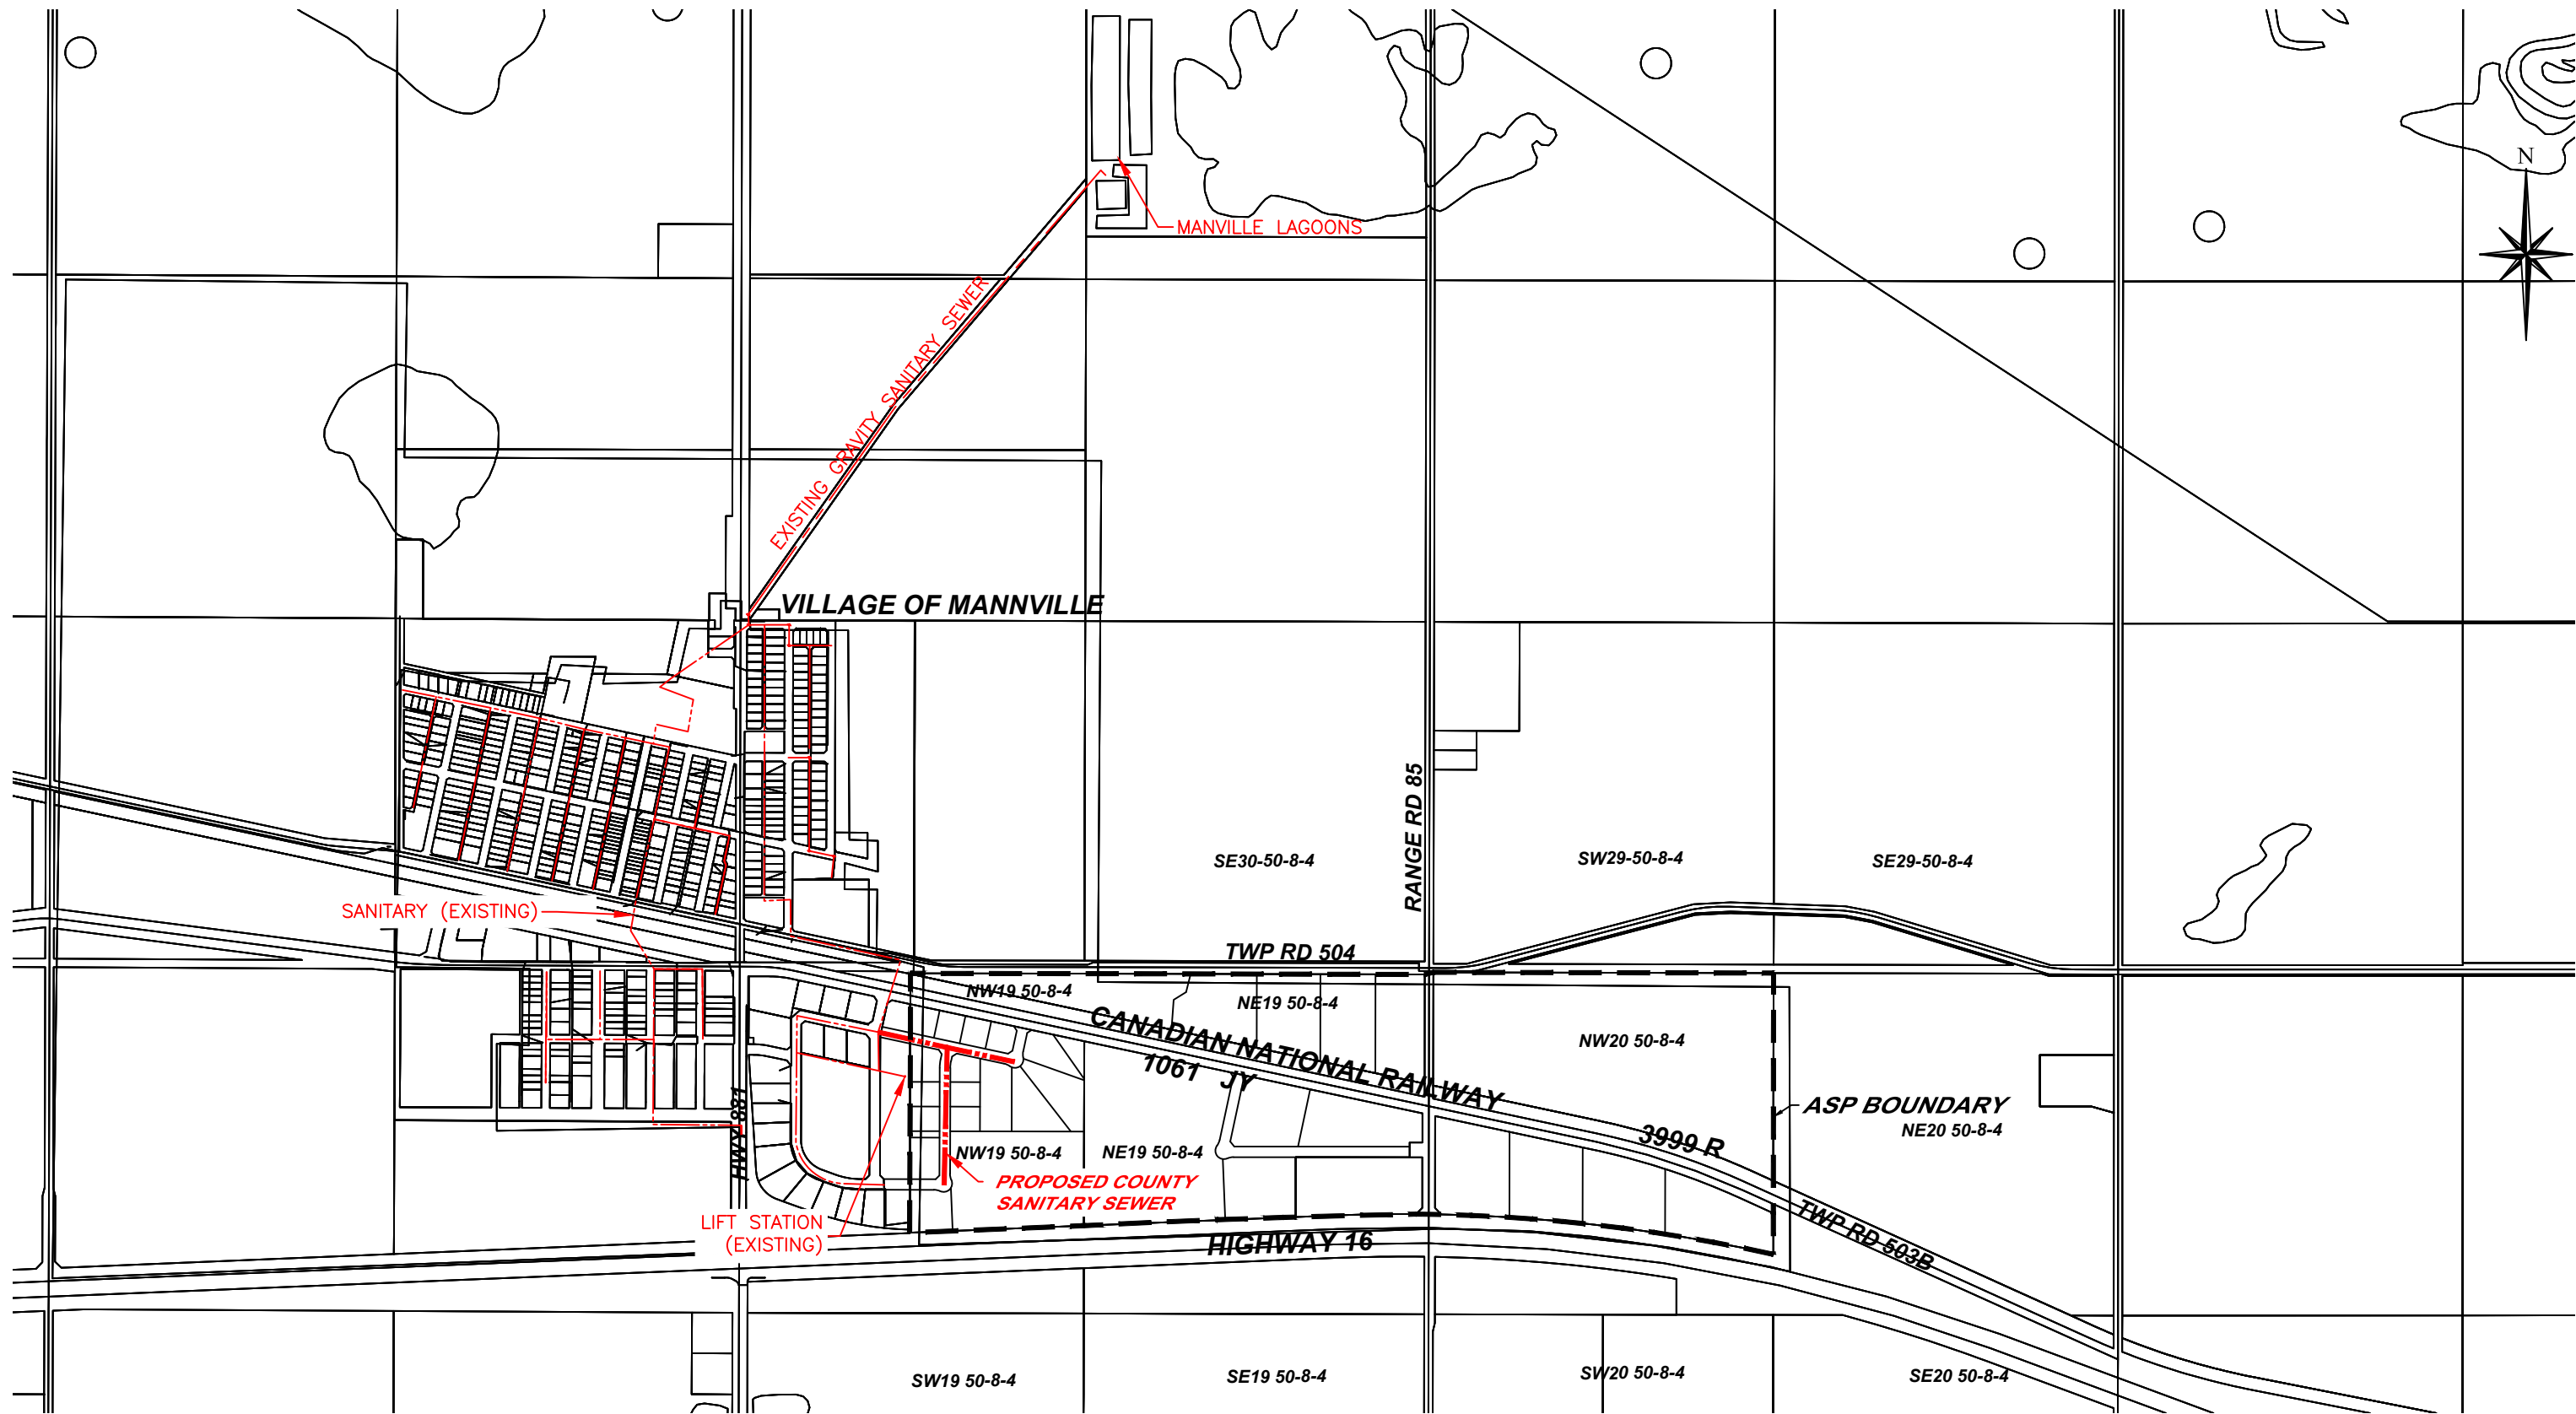 N
MANVILLE LAGOONS
EXISTING GRAVITY SANITARY SEWER
VILLAGE OF MANNVILLE
RANGE RD 85
SE30-50-8-4
SW29-50-8-4
SE29-50-8-4
SANITARY (EXISTING)
TWP RD 504
NW19 50-8-4
NE19 50-8-4
CANADIAN NATIONAL RAILWAY
1061 JY
NW20 50-8-4
3999 R
ASP BOUNDARY
NE20 50-8-4
HWY 881
NW19 50-8-4
NE19 50-8-4
PROPOSED COUNTY
SANITARY SEWER
LIFT STATION
(EXISTING)
HIGHWAY 16
TWP RD 503B
SW19 50-8-4
SE19 50-8-4
SW20 50-8-4
SE20 50-8-4